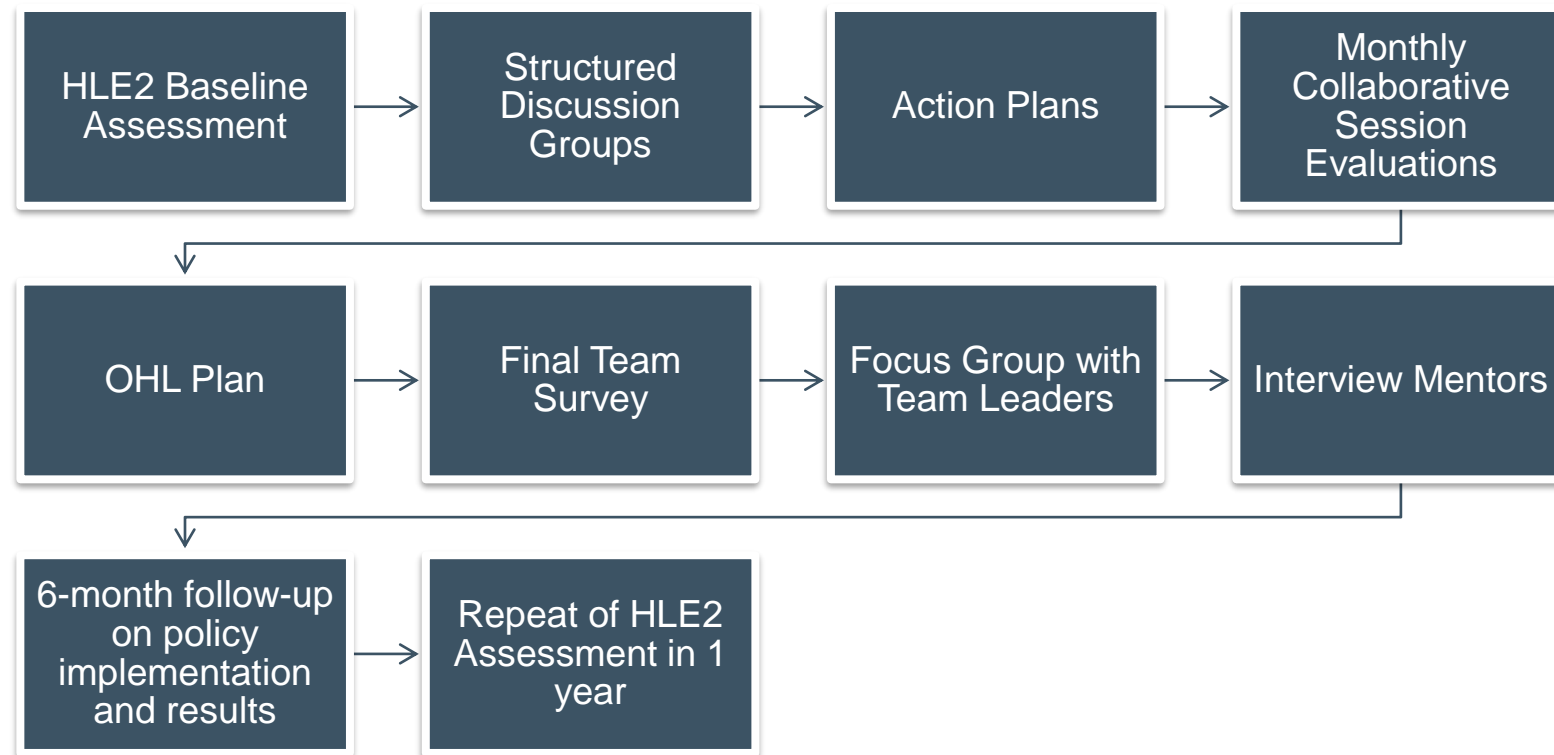 HLE2 Baseline
Assessment
Structured
Discussion
Groups
Action Plans
Monthly
Collaborative
Session
Evaluations
OHL Plan
Final Team
Survey
Focus Group with
Team Leaders
Interview Mentors
6-month follow-up
on policy
implementation
and results
Repeat of HLE2
Assessment in 1
year